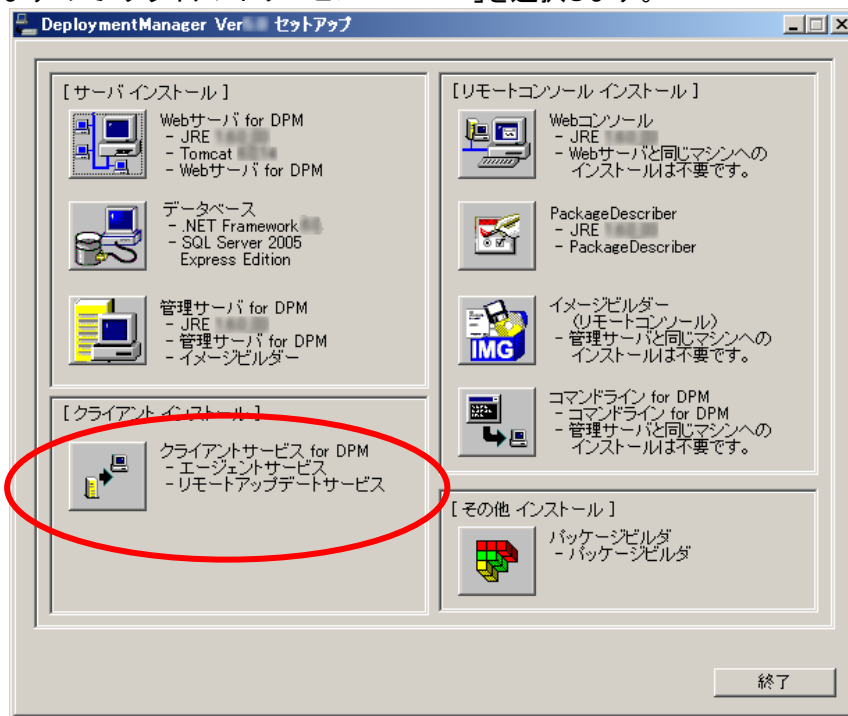 DeploymentManager Ver セットアップ
[サーバ インストール]
Webサーバ for DPM
- JRE
- Tomcat
- Webサーバ for DPM
データベース
- .NET Framework
- SQL Server 2005
Express Edition
管理サーバ for DPM
- JRE
- 管理サーバ for DPM
- イメージビルダー
[クライアント インストール]
クライアントサービス for DPM
- エージェントサービス
- リモートアップデートサービス
[リモートコンソール インストール]
Webコンソール
- JRE
- Webサーバと同じマシンへの
インストールは不要です。
PackageDescriber
- JRE
- PackageDescriber
イメージビルダー
(リモートコンソール)
- 管理サーバと同じマシンへの
インストールは不要です。
IMG
コマンドライン for DPM
- コマンドライン for DPM
- 管理サーバと同じマシンへの
インストールは不要です。
[その他 インストール]
パッケージビルダ
- パッケージビルダ
終了